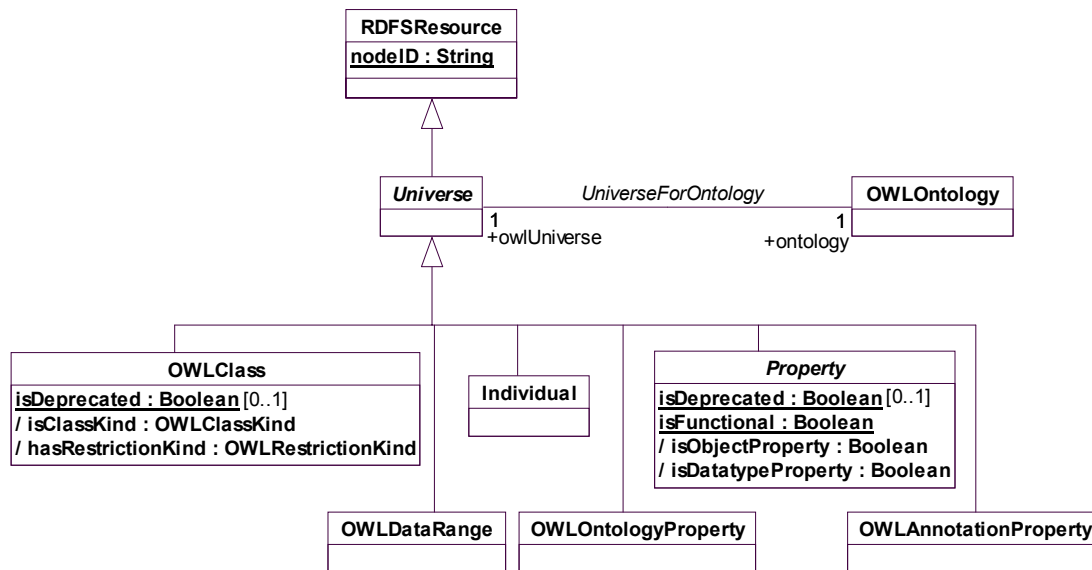 RDFSResource
nodeID : String
Universe
UniverseForOntology
OWLOntology
1
+owlUniverse
1
+ontology
OWLClass
isDeprecated : Boolean [0..1]
/ isClassKind : OWLClassKind
/ hasRestrictionKind : OWLRestrictionKind
Individual
Property
isDeprecated : Boolean [0..1]
isFunctional : Boolean
/ isObjectProperty : Boolean
/ isDatatypeProperty : Boolean
OWLDataRange
OWLOntologyProperty
OWLAnnotationProperty